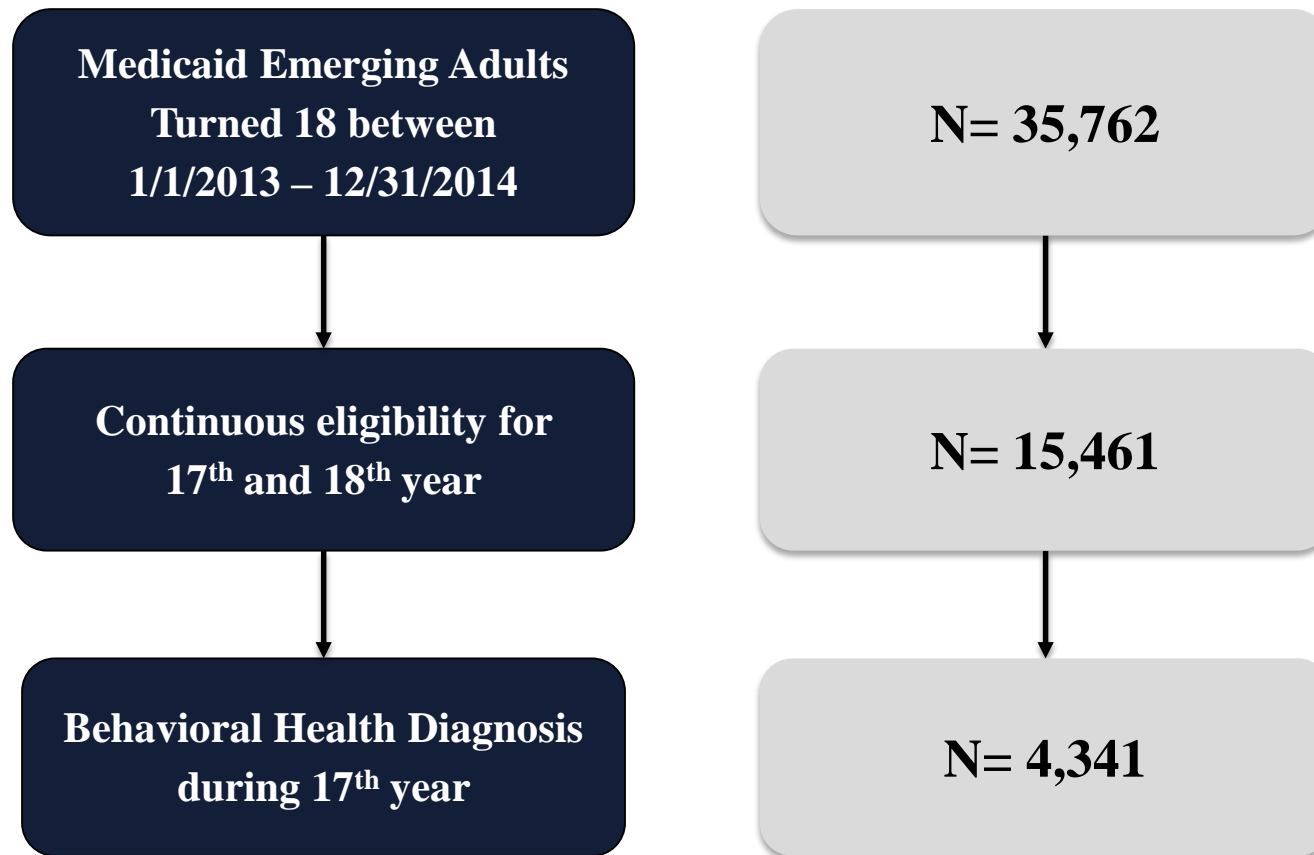 Medicaid Emerging Adults
Turned 18 between
1/1/2013 – 12/31/2014
N= 35,762
Continuous eligibility for
17th and 18th year
N= 15,461
Behavioral Health Diagnosis
during 17th year
N= 4,341